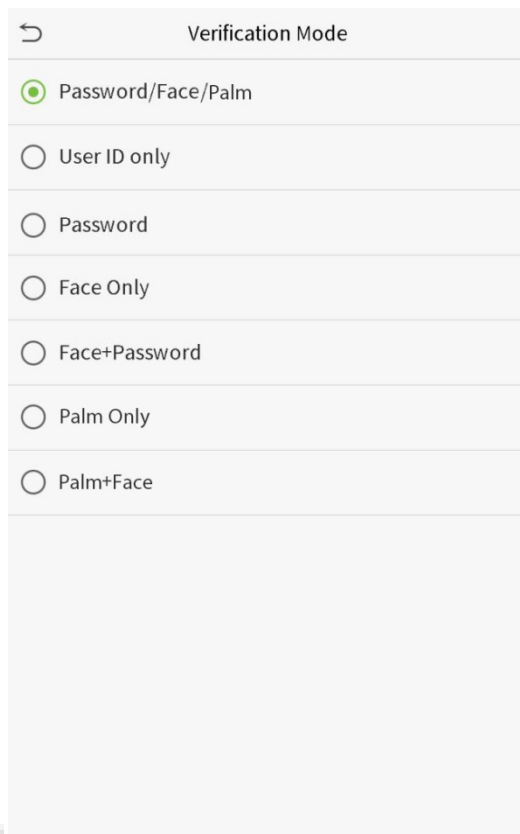 Verification Mode
Password/Face/Palm
User ID only
Password
Face Only
Face+Password
Palm Only
Palm+Face